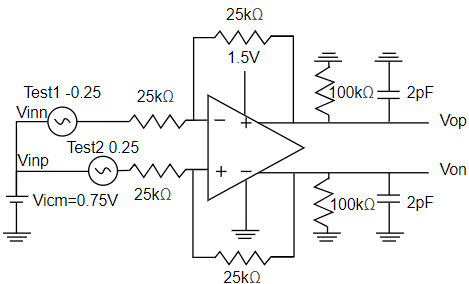 25kΩ
1.5V
Test1 -0.25
25kΩ
100kΩ
2pF
Vinn
Vop
Test2 0.25
Vinp
Von
25kΩ
Vicm=0.75V
100kΩ
2pF
25kΩ